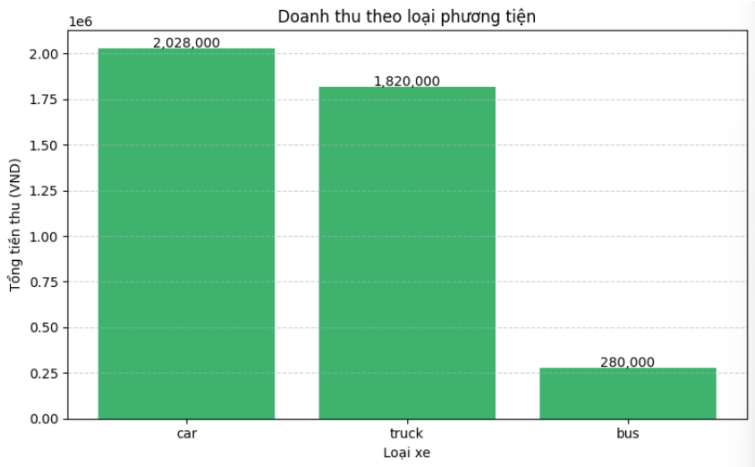 Doanh thu theo loại phương tiện
1e6
2,028,000
1,820,000
280,000
2.00
1.75
1.50
1.25
1.00
0.75
0.50
0.25
0.00
Tổng tiền thu (VND)
car truck bus
Loại xe